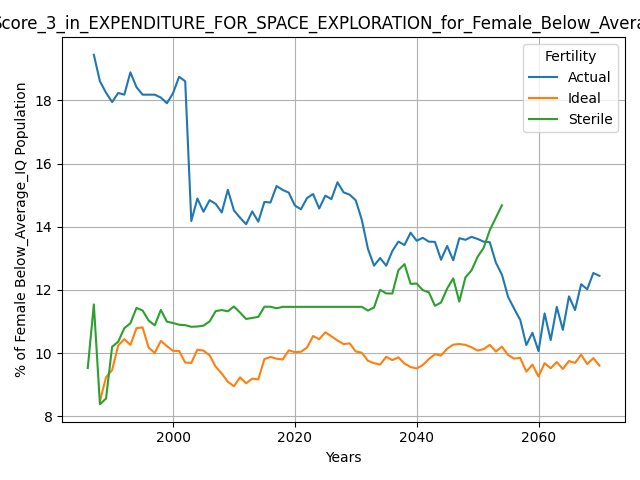 Score_3_in_EXPENDITURE_FOR_SPACE_EXPLORATION_for_Female_Below_Avera
Fertility
Actual
Ideal
Sterile
% of Female Below_Average_IQ Population
18
16
14
12
10
8
2000
2020
2040
2060
Years